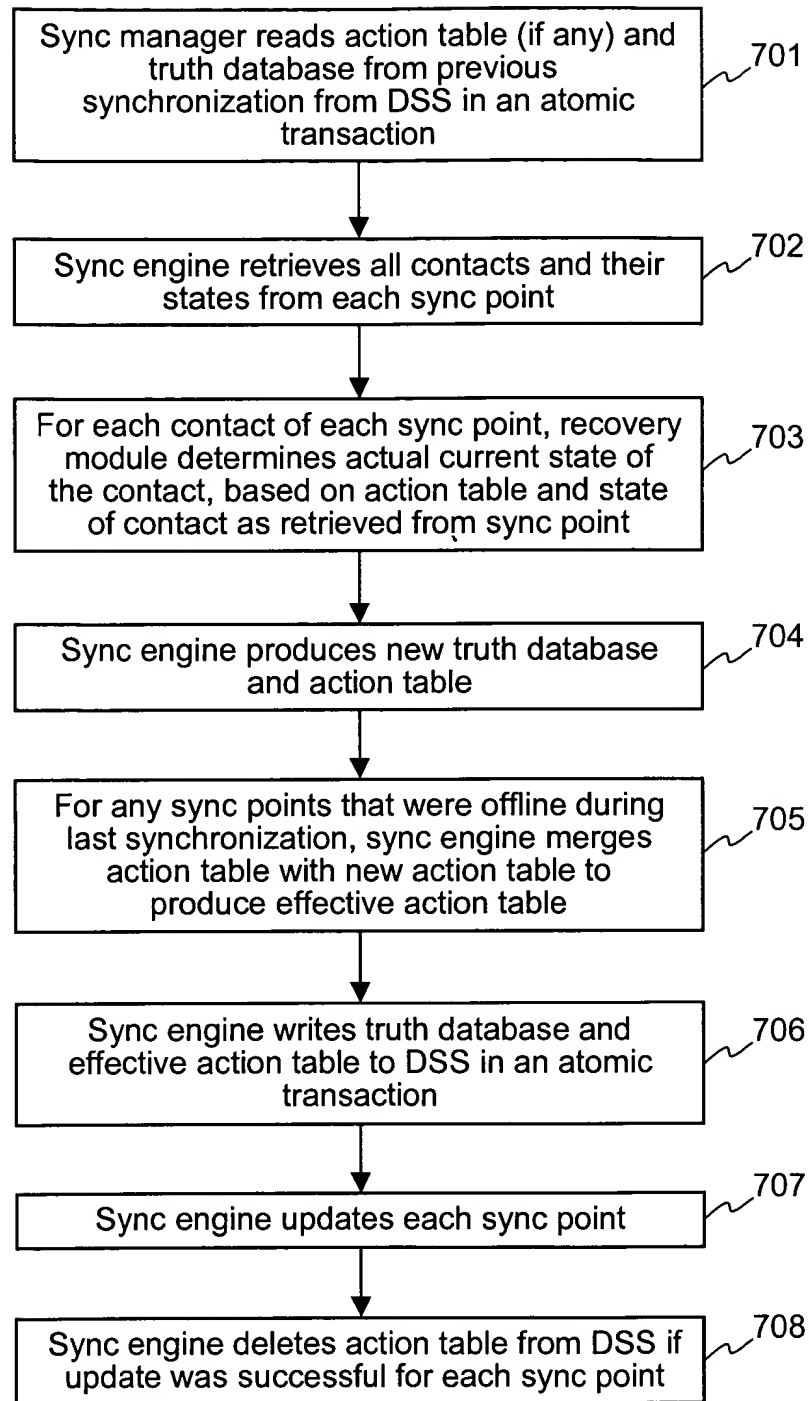 Sync manager reads action table (if any) and
truth database from previous
synchronization from DSS in an atomic
transaction
701
Sync engine retrieves all contacts and their
states from each sync point
702
For each contact of each sync point, recovery
module determines actual current state of
the contact, based on action table and state
of contact as retrieved from sync point
703
Sync engine produces new truth database
and action table
704
For any sync points that were offline during
last synchronization, sync engine merges
action table with new action table to
produce effective action table
705
Sync engine writes truth database and
effective action table to DSS in an atomic
transaction
706
Sync engine updates each sync point
707
Sync engine deletes action table from DSS if
update was successful for each sync point
708